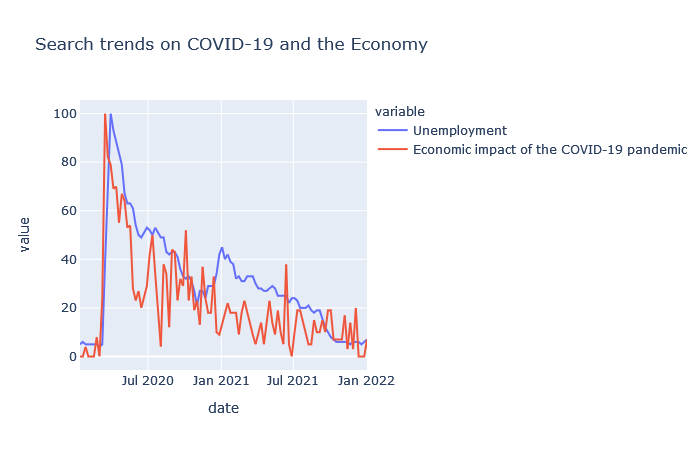 Search trends on COVID-19 and the Economy
variable
Unemployment
Economic impact of the COVID-19 pandemic
100
80
60
40
20
0
value
Jul 2020 Jan 2021 Jul 2021 Jan 2022
date